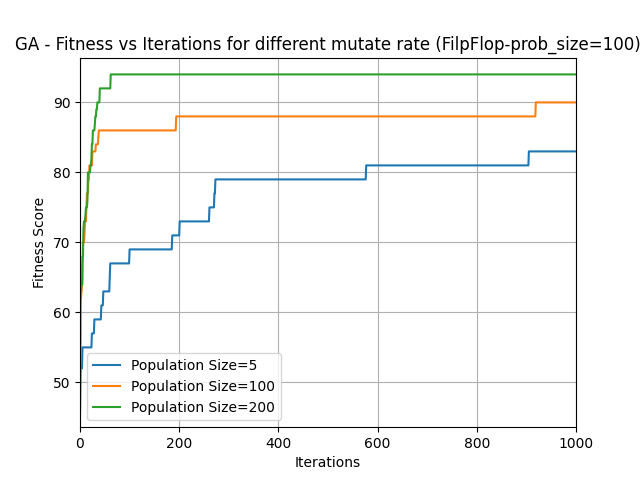 GA - Fitness vs Iterations for different mutate rate (FilpFlop-prob_size=100)
Fitness Score
90
80
70
60
50
Population Size=5
Population Size=100
Population Size=200
0 200 400 600 800 1000
Iterations